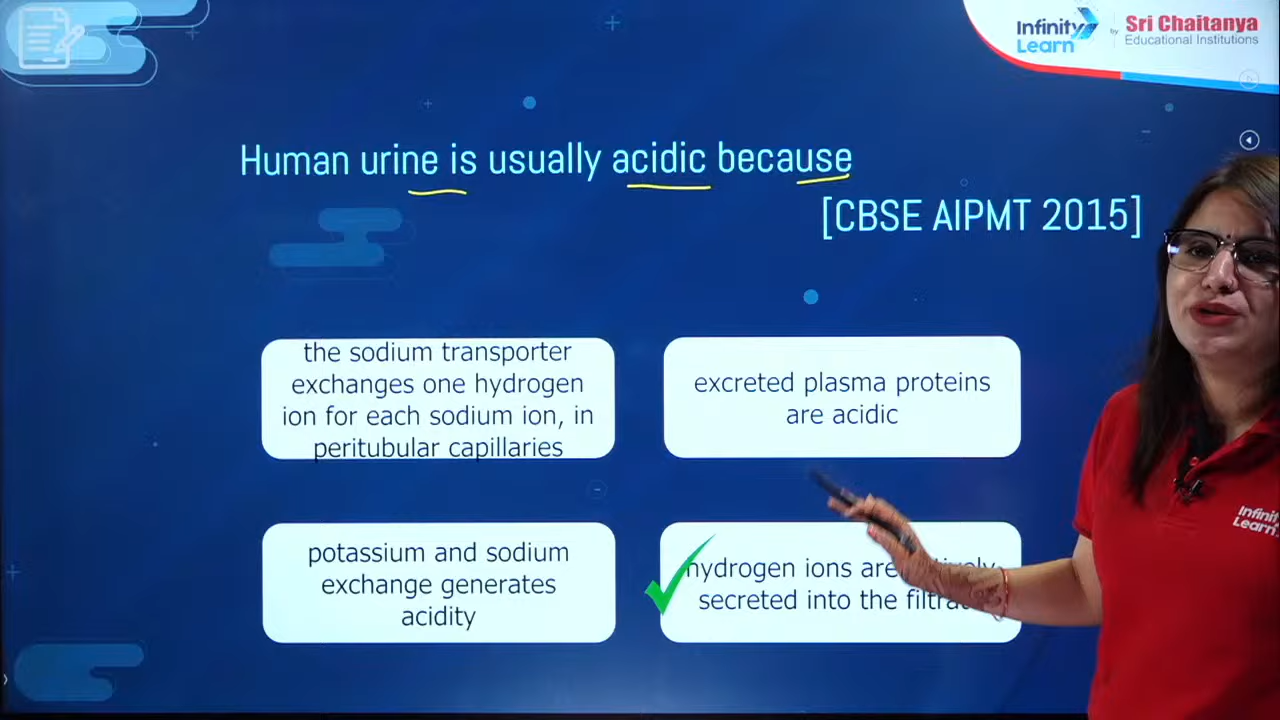 Infinity Learn by Sri Chaitanya
Educational Institutions
Human urine is usually acidic because
[CBSE AIPMT 2015]
the sodium transporter
exchanges one hydrogen
ion for each sodium ion, in
peritubular capillaries
excreted plasma proteins
are acidic
potassium and sodium
exchange generates
acidity
hydrogen ions are
secreted into the
Learn